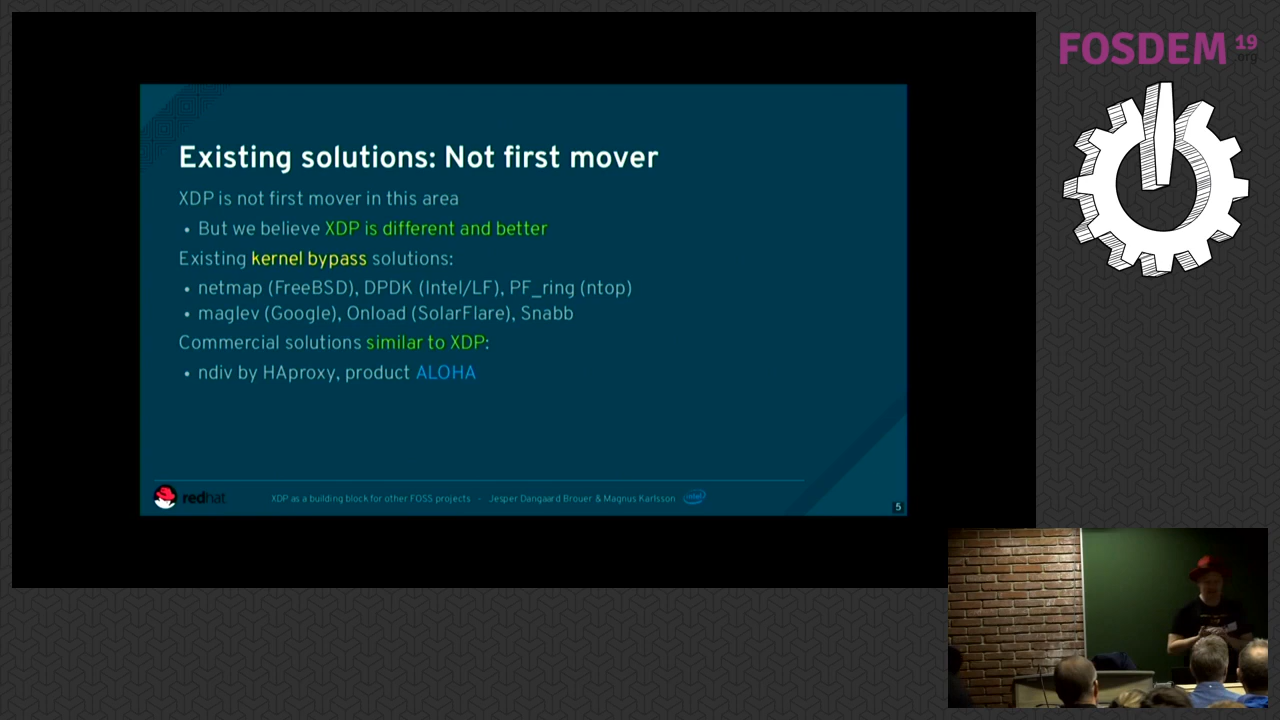 FOSDEM 19
.org
Existing solutions: Not first mover
XDP is not first mover in this area
• But we believe XDP is different and better
Existing kernel bypass solutions:
• netmap (FreeBSD), DPDK (Intel/LF), PF_ring (ntop)
• maglev (Google), Onload (SolarFlare), Snabb
Commercial solutions similar to XDP:
• ndiv by HAproxy, product ALOHA
redhat
XDP as a building block for other FOSS projects - Jesper Dangaard Brouer & Magnus Karlsson
intel
5